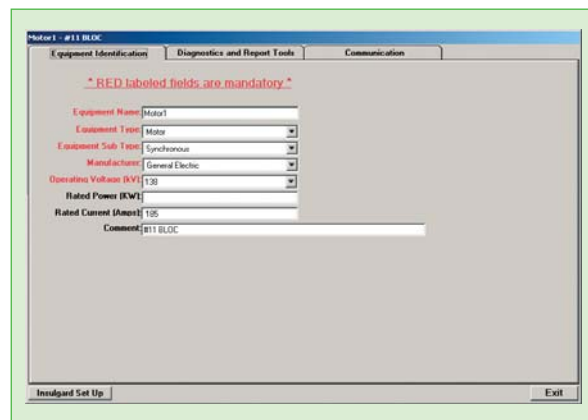 Motor1 - #11 BLOC
Equipment Identification Diagnostics and Report Tools Communication
* RED labeled fields are mandatory *
Equipment Name: Motor1
Equipment Type: Motor
Equipment Sub Type: Synchronous
Manufacturer: General Electric
Operating Voltage (kV): 138
Rated Power (KW):
Rated Current (Amps): 185
Comment: #11 BLOC
Insulgard Set Up Exit